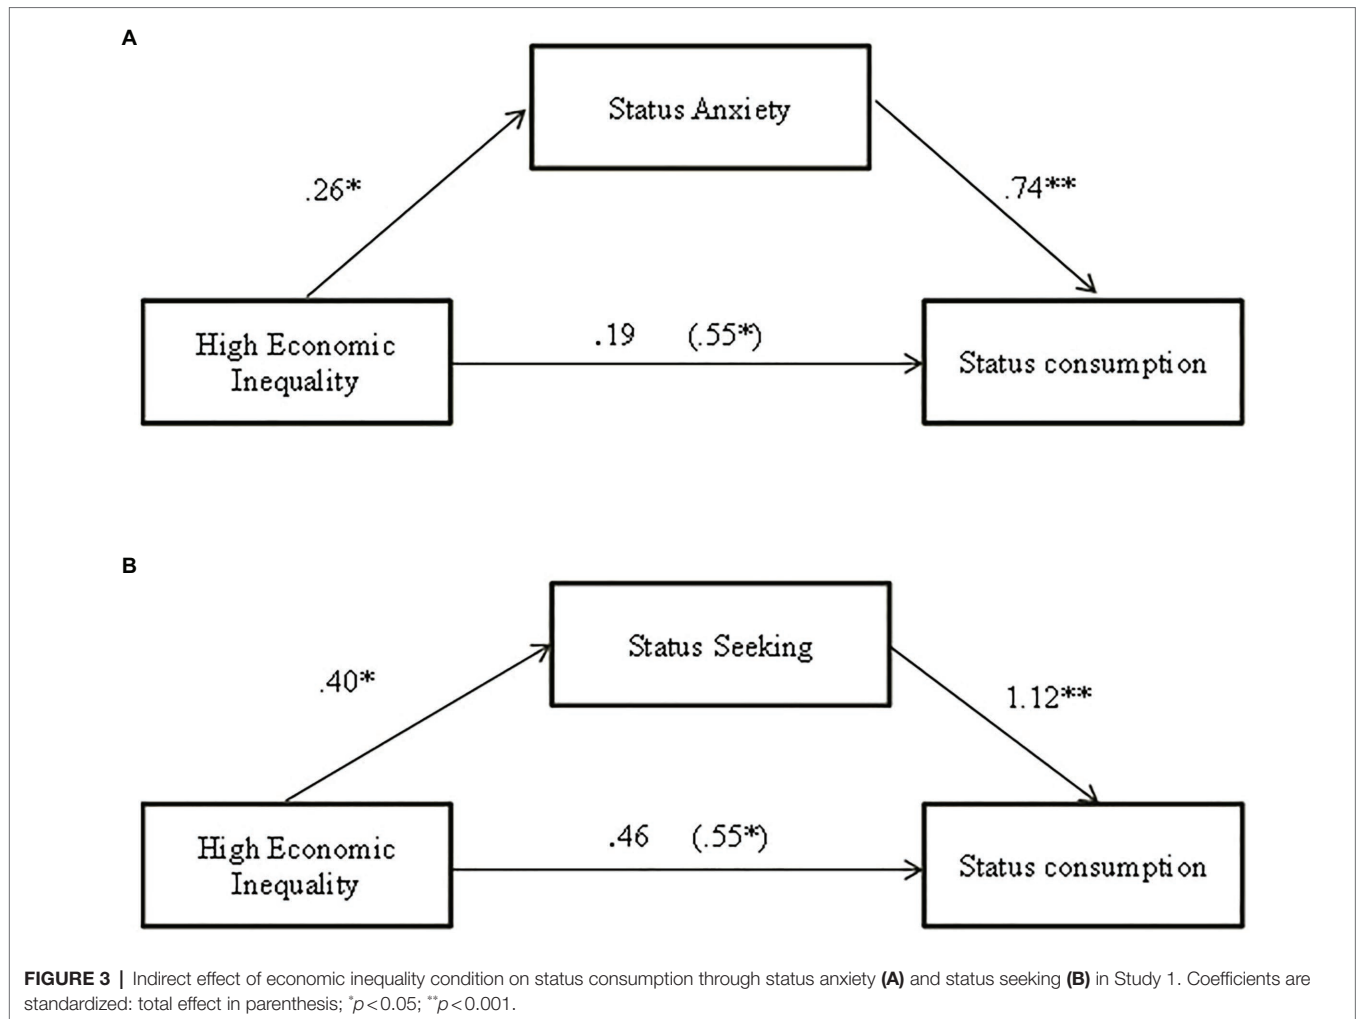 A
Status Anxiety
.26*
.74**
High Economic
Inequality
.19 (.55*)
Status consumption
B
Status Seeking
.40*
1.12**
High Economic
Inequality
.46 (.55*)
Status consumption
FIGURE 3 | Indirect effect of economic inequality condition on status consumption through status anxiety (A) and status seeking (B) in Study 1. Coefficients are
standardized: total effect in parenthesis; *p<0.05; **p<0.001.